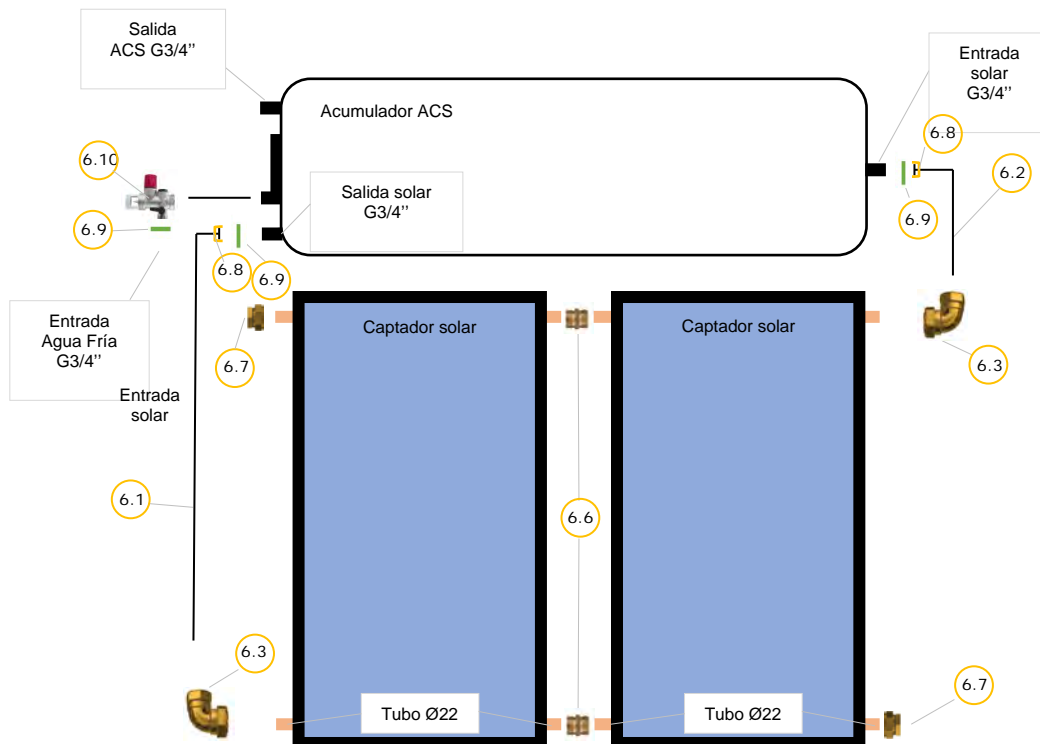 Salida
ACS G3/4’’
Entrada
solar
G3/4’’
Acumulador ACS
6.8
6.10
6.2
Salida solar
G3/4’’
6.9
6.9
6.8
6.9
Entrada
Agua Fría
G3/4’’
Captador solar
Captador solar
6.7
6.3
Entrada
solar
6.1
6.6
6.3
6.7
Tubo Ø22
Tubo Ø22